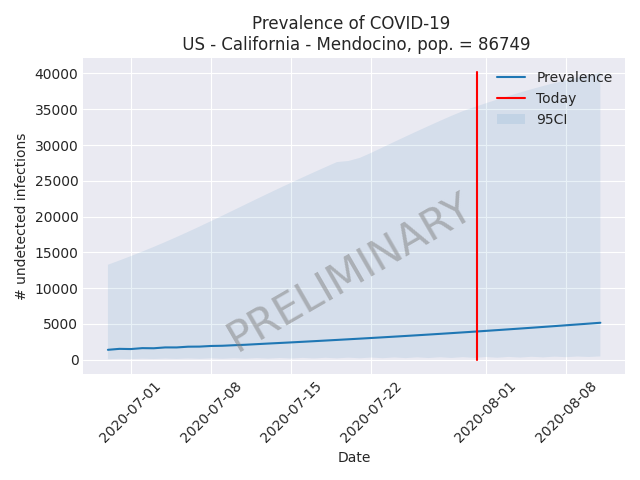 Prevalence of COVID-19
US - California - Mendocino, pop. = 86749
40000
35000
30000
25000
20000
15000
10000
5000
0
# undetected infections
Prevalence
Today
95CI
PRELIMINARY
2020-07-01
2020-07-08
2020-07-15
2020-07-22
2020-08-01
2020-08-08
Date